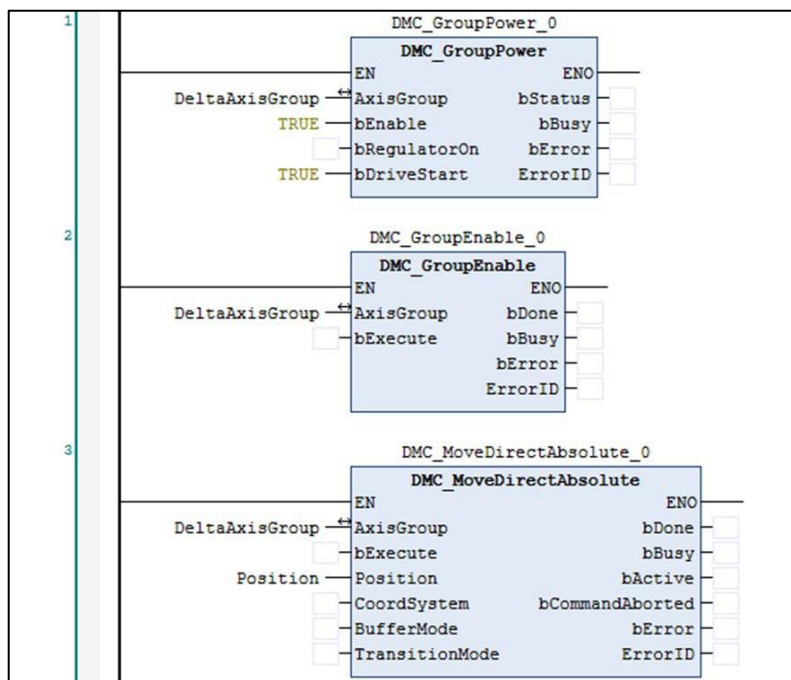 1
DMC_GroupPower_0
DMC_GroupPower
EN ENO
DeltaAxisGroup AxisGroup bStatus
TRUE bEnable bBusy
bRegulatorOn bError
TRUE bDriveStart ErrorID
2
DMC_GroupEnable_0
DMC_GroupEnable
EN ENO
DeltaAxisGroup AxisGroup bDone
bExecute bBusy
bError
ErrorID
3
DMC_MoveDirectAbsolute_0
DMC_MoveDirectAbsolute
EN ENO
DeltaAxisGroup AxisGroup bDone
bExecute bBusy
Position Position bActive
CoordSystem bCommandAborted
BufferMode bError
TransitionMode ErrorID